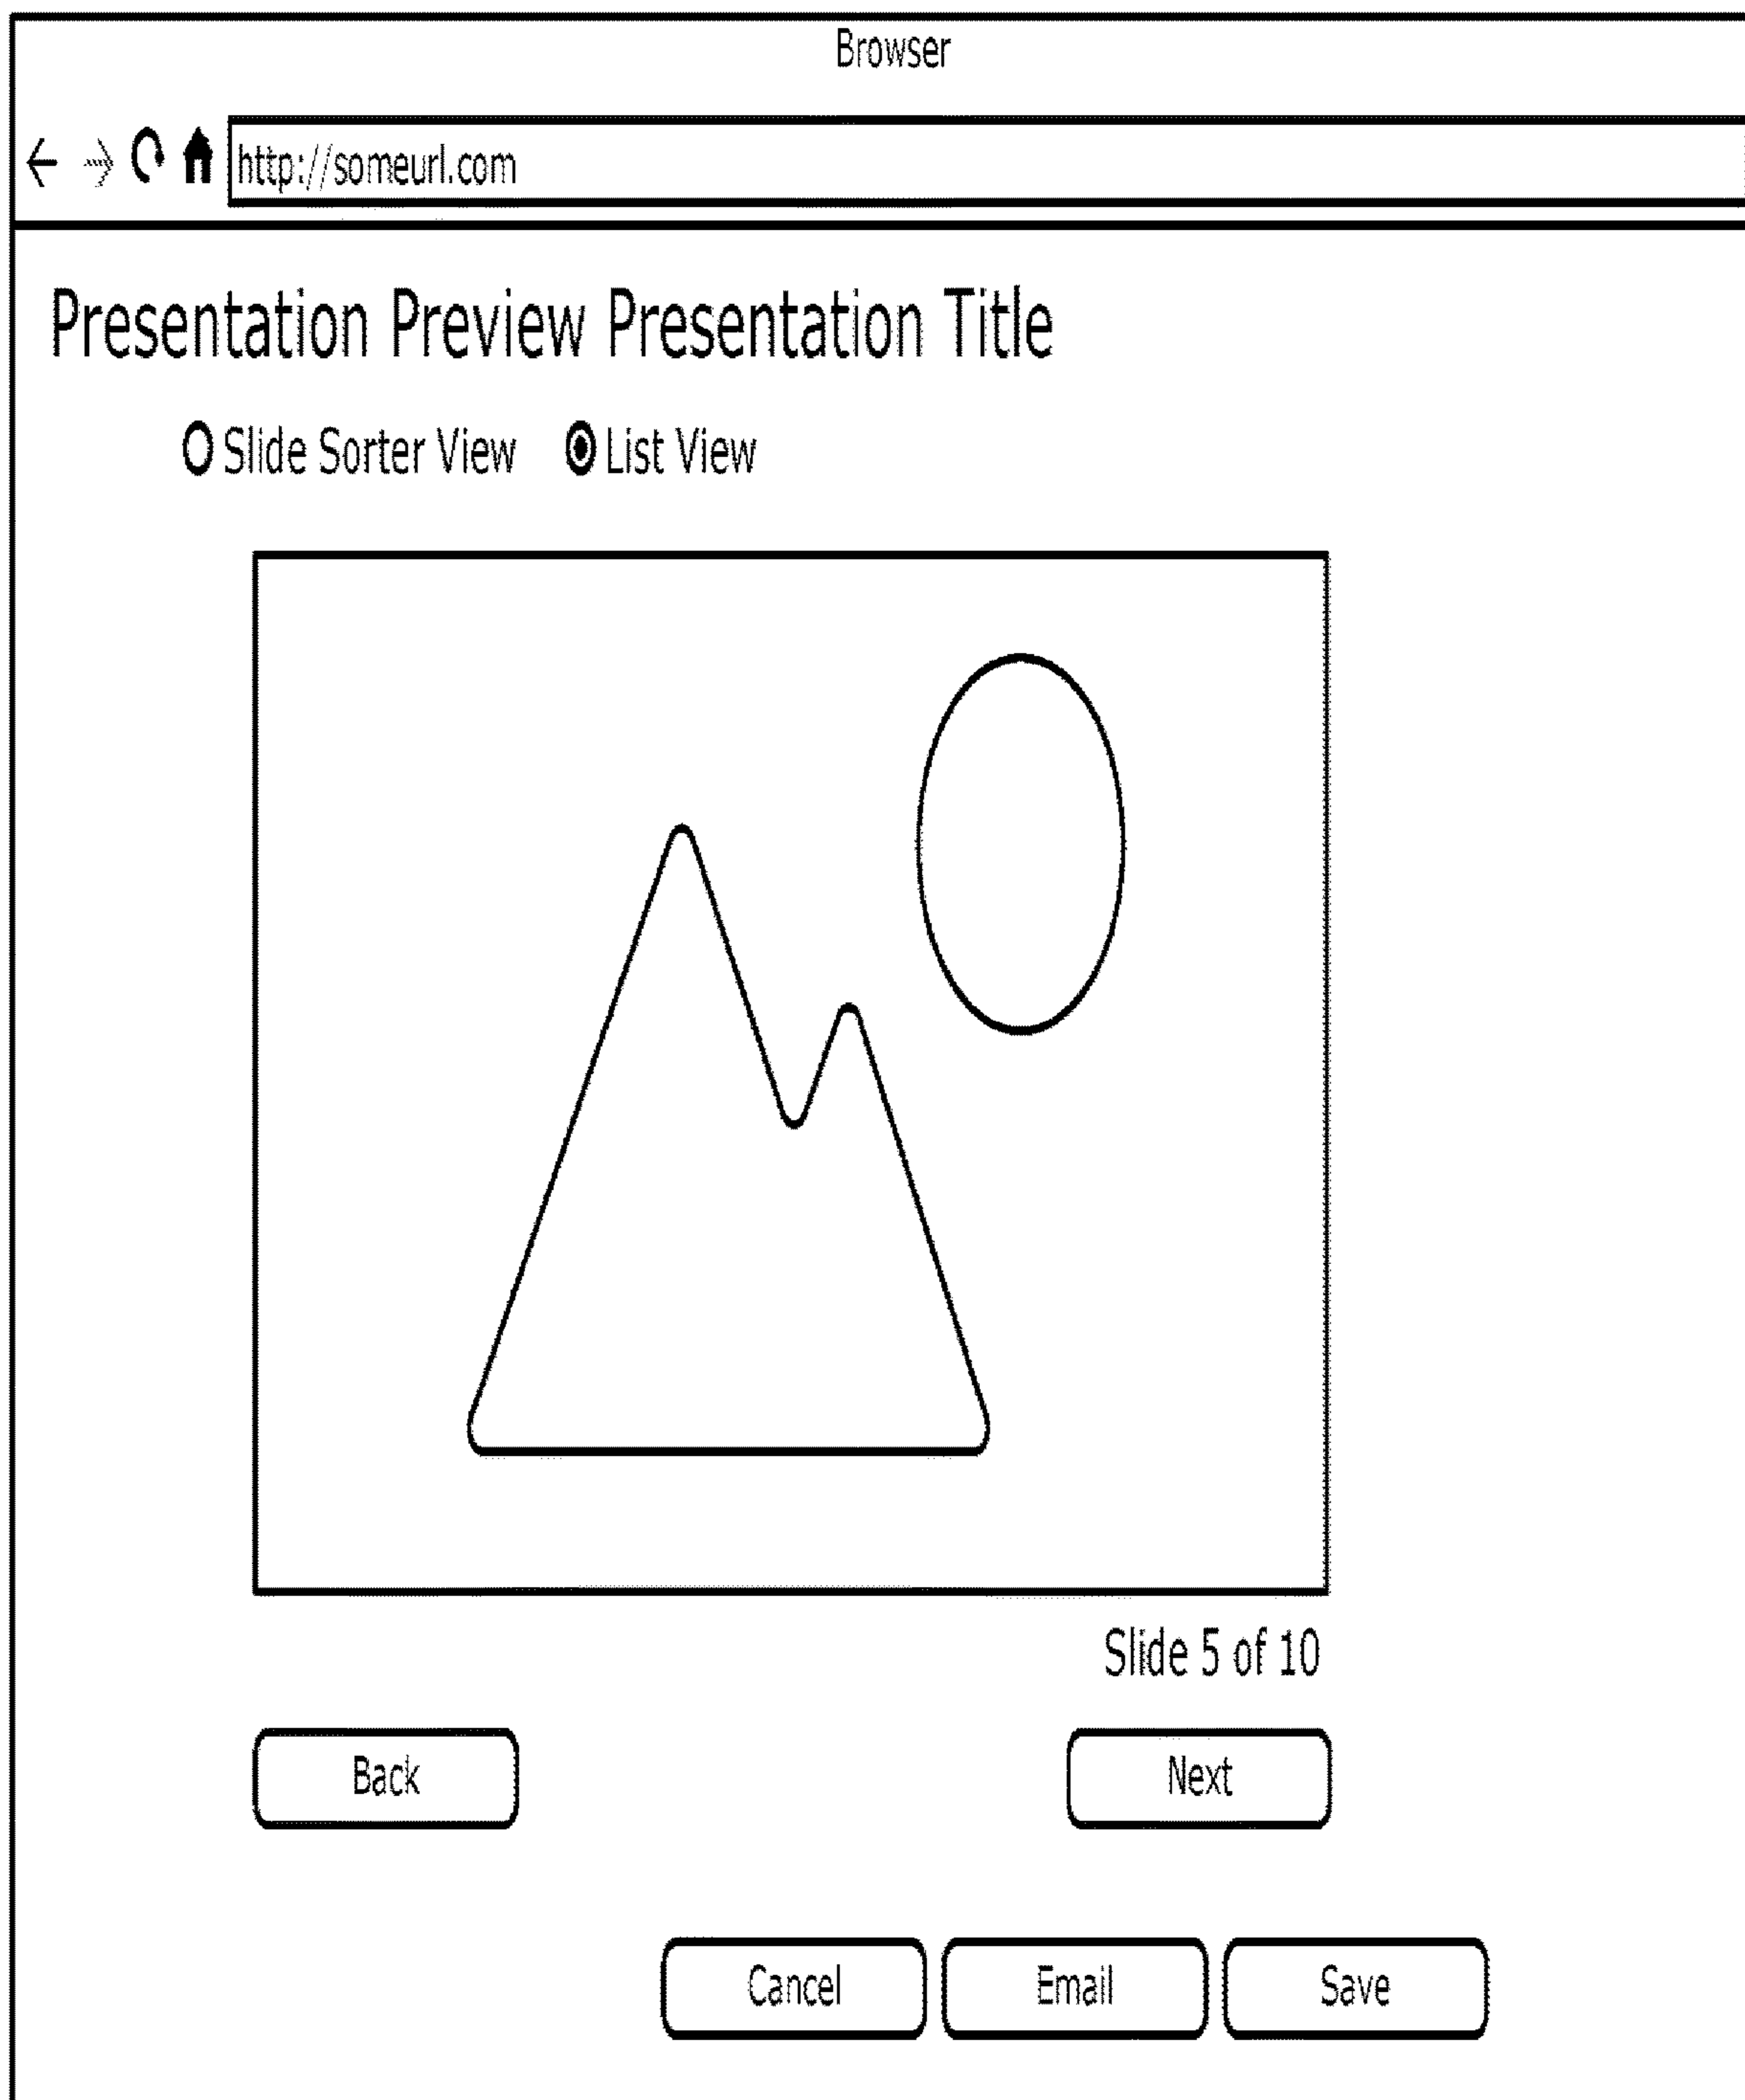 Browser
http://someurl.com
Presentation Preview Presentation Title
Slide Sorter View List View
Slide 5 of 10
Back Next
Cancel Email Save